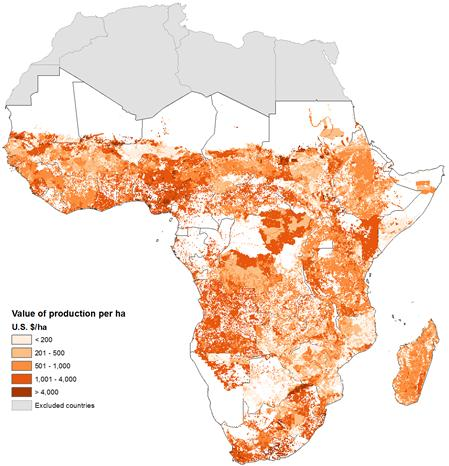 Value of production per ha
U.S. $/ha
< 200
201 - 500
501 - 1,000
1,001 - 4,000
> 4,000
Excluded countries